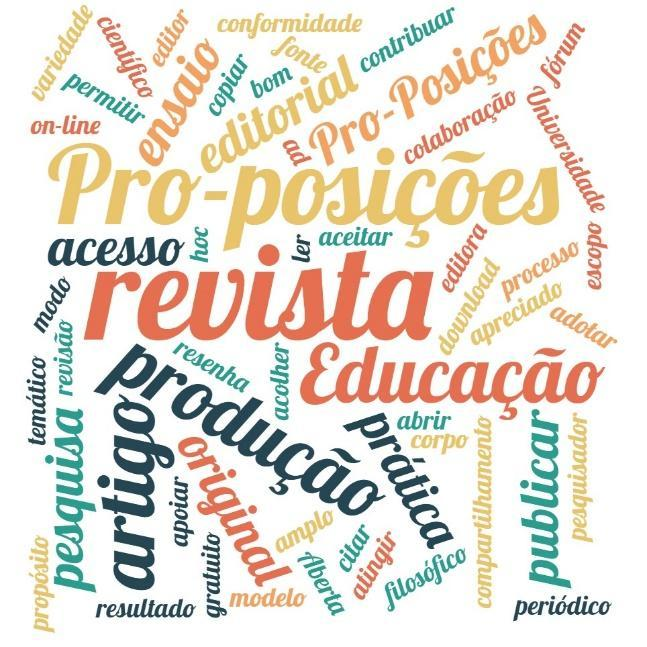 variedade
científico
editor
conformidade
contribuir
fórum
permitir
ensaio
copiar
bom
fonte
editorial
Pro-Posições
on-line
ad
colaboração
Universidade
Pro-posições
acesso
hoc
ler
aceitar
editora
escopo
revista
download
processo
apreciado
adotar
modo
revisão
temático
resenha
acolher
Educação
produção
artigo
pesquisa
original
prática
abrir
corpo
compartilhamento
publicar
pesquisador
apoiar
amplo
citar
atingir
filosófico
Aberta
propósito
resultado
gratuito
modelo
periódico